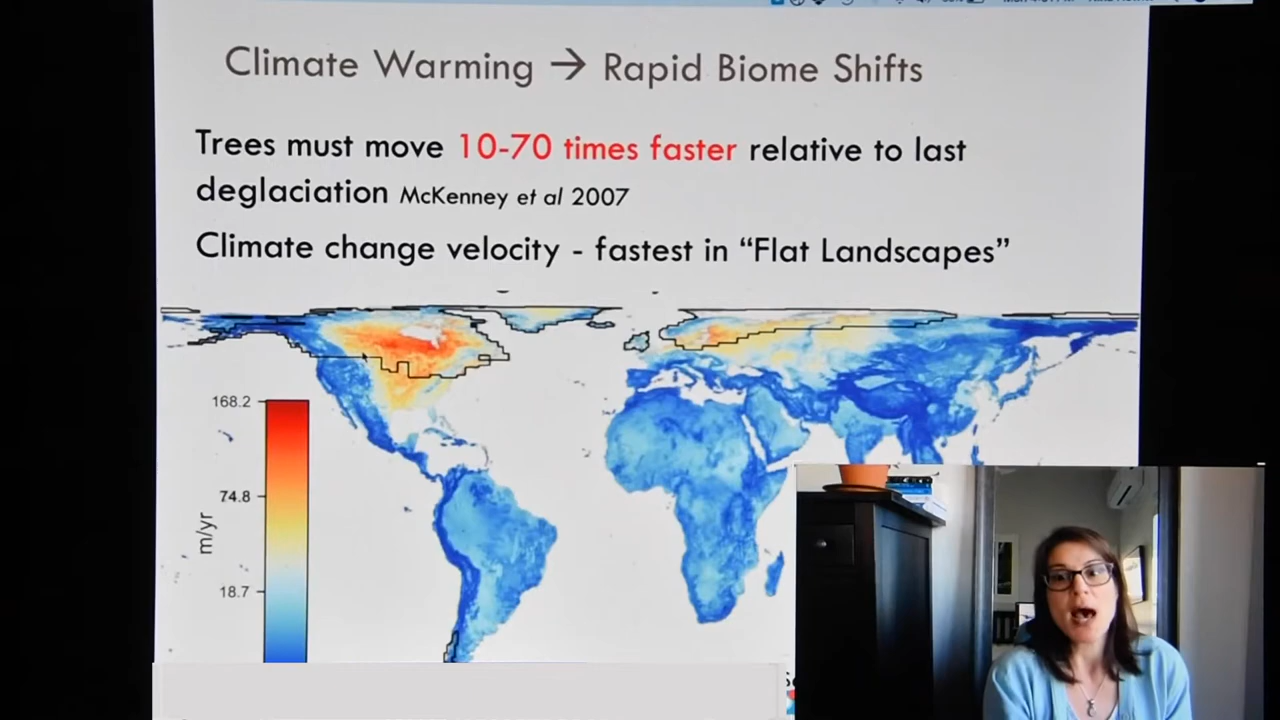 Climate Warming → Rapid Biome Shifts
Trees must move 10-70 times faster relative to last
deglaciation McKenney et al 2007
Climate change velocity - fastest in “Flat Landscapes”
168.2
74.8
m/yr
18.7